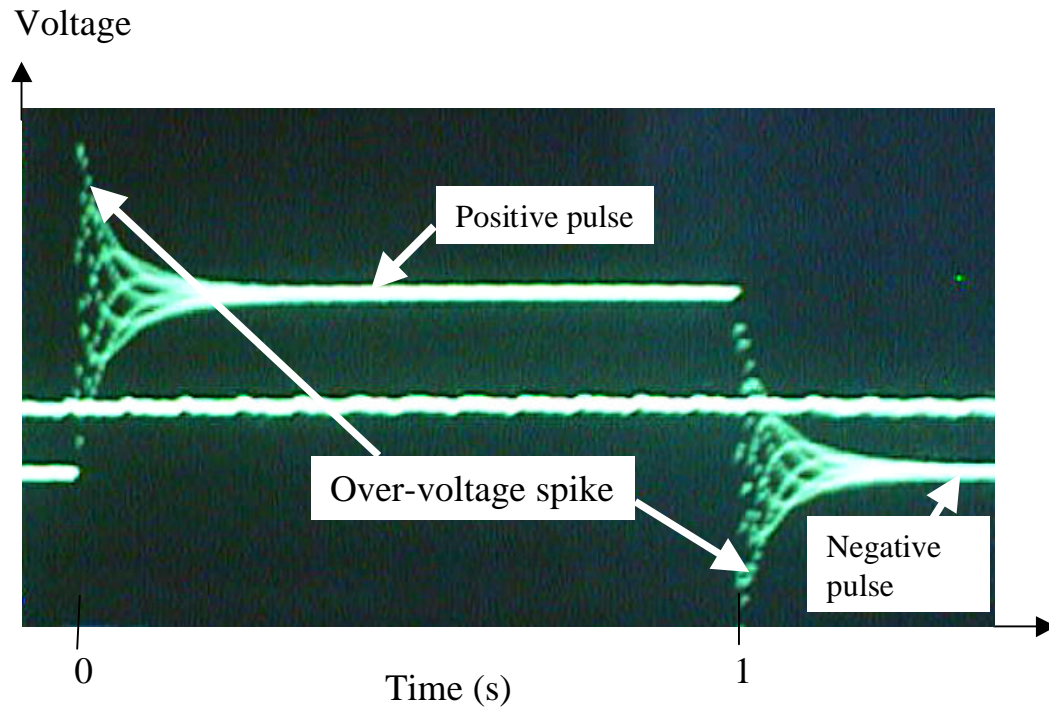 Voltage
Positive pulse
Over-voltage spike
Negative
pulse
0
1
Time (s)